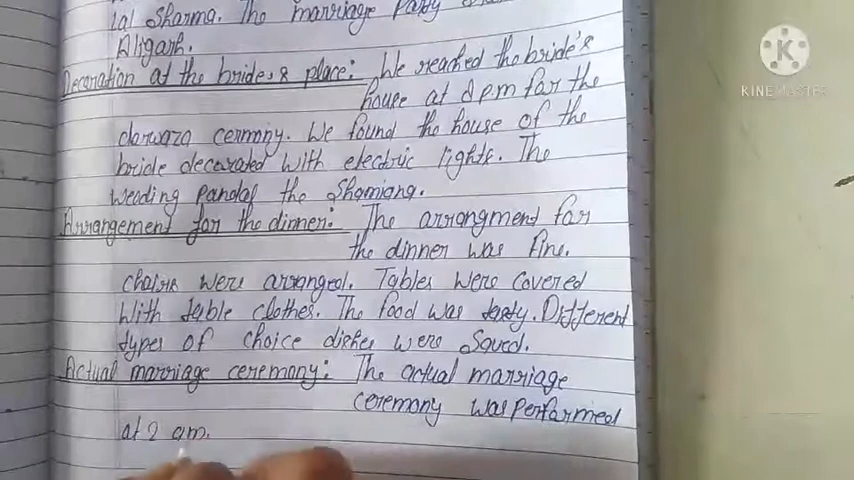 lal Sharma. The marriage Party
Aligarh.
Decoration at the bride,s place: We reached the bride's
house at 8 pm for the
darwaza cermony. We found the house of the
bride decorated with electric lights. The
weading pandal the Shamiang.
Arrangement for the dinner: The arrangment for
the dinner was fine.
chairs were arranged. Tables were covered
With table clothes. The food was testy. Different
types of choice dishes were Saved.
Actual marriage ceremony: The actual marriage
ceremony was performed
at 2 am.
KINEMASTER